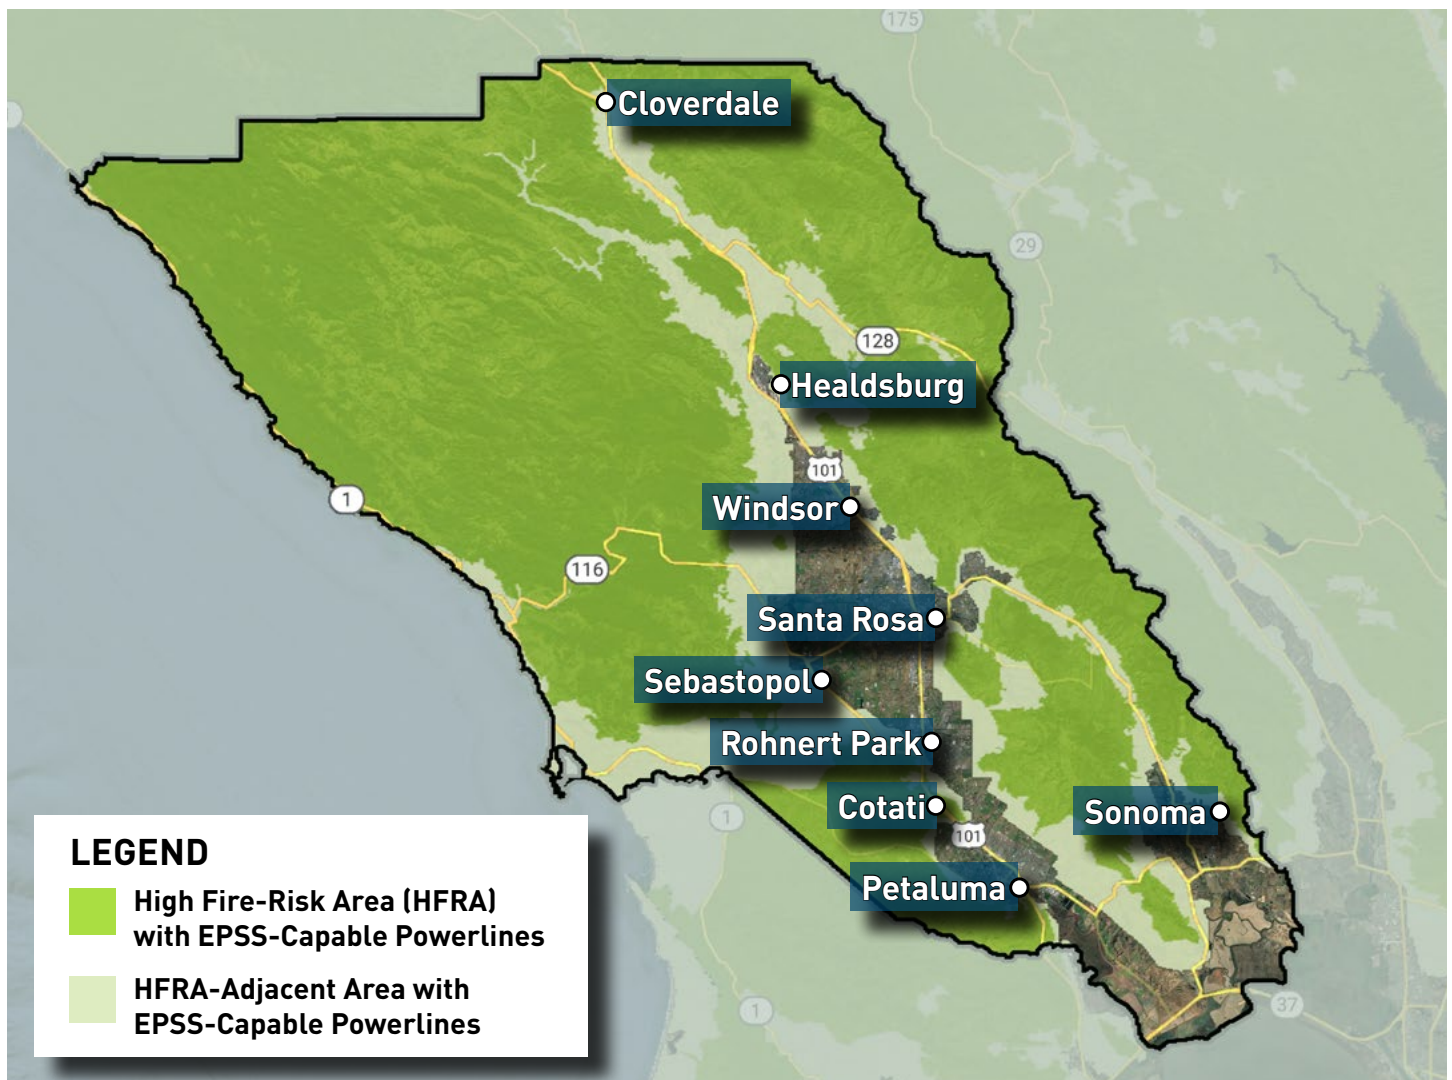 175
Cloverdale
29
128
Healdsburg
101
1
Windsor
116
Santa Rosa
Sebastopol
Rohnert Park
Cotati
Sonoma
1
101
Petaluma
LEGEND
High Fire-Risk Area (HFRA)
with EPSS-Capable Powerlines
HFRA-Adjacent Area with
EPSS-Capable Powerlines
1
37